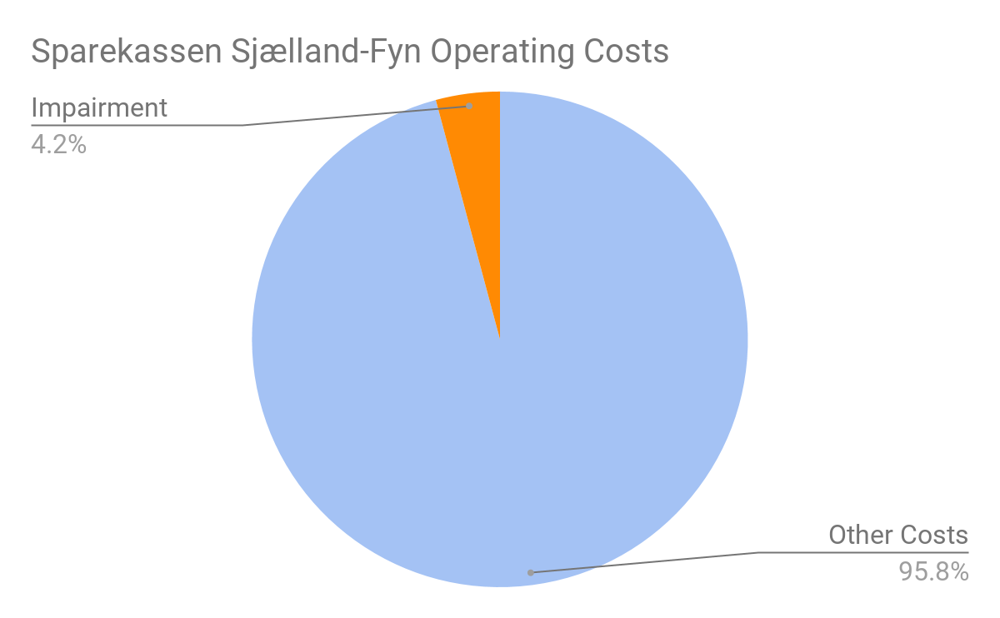 Sparekassen Sjælland-Fyn Operating Costs
Impairment
4.2%
Other Costs
95.8%